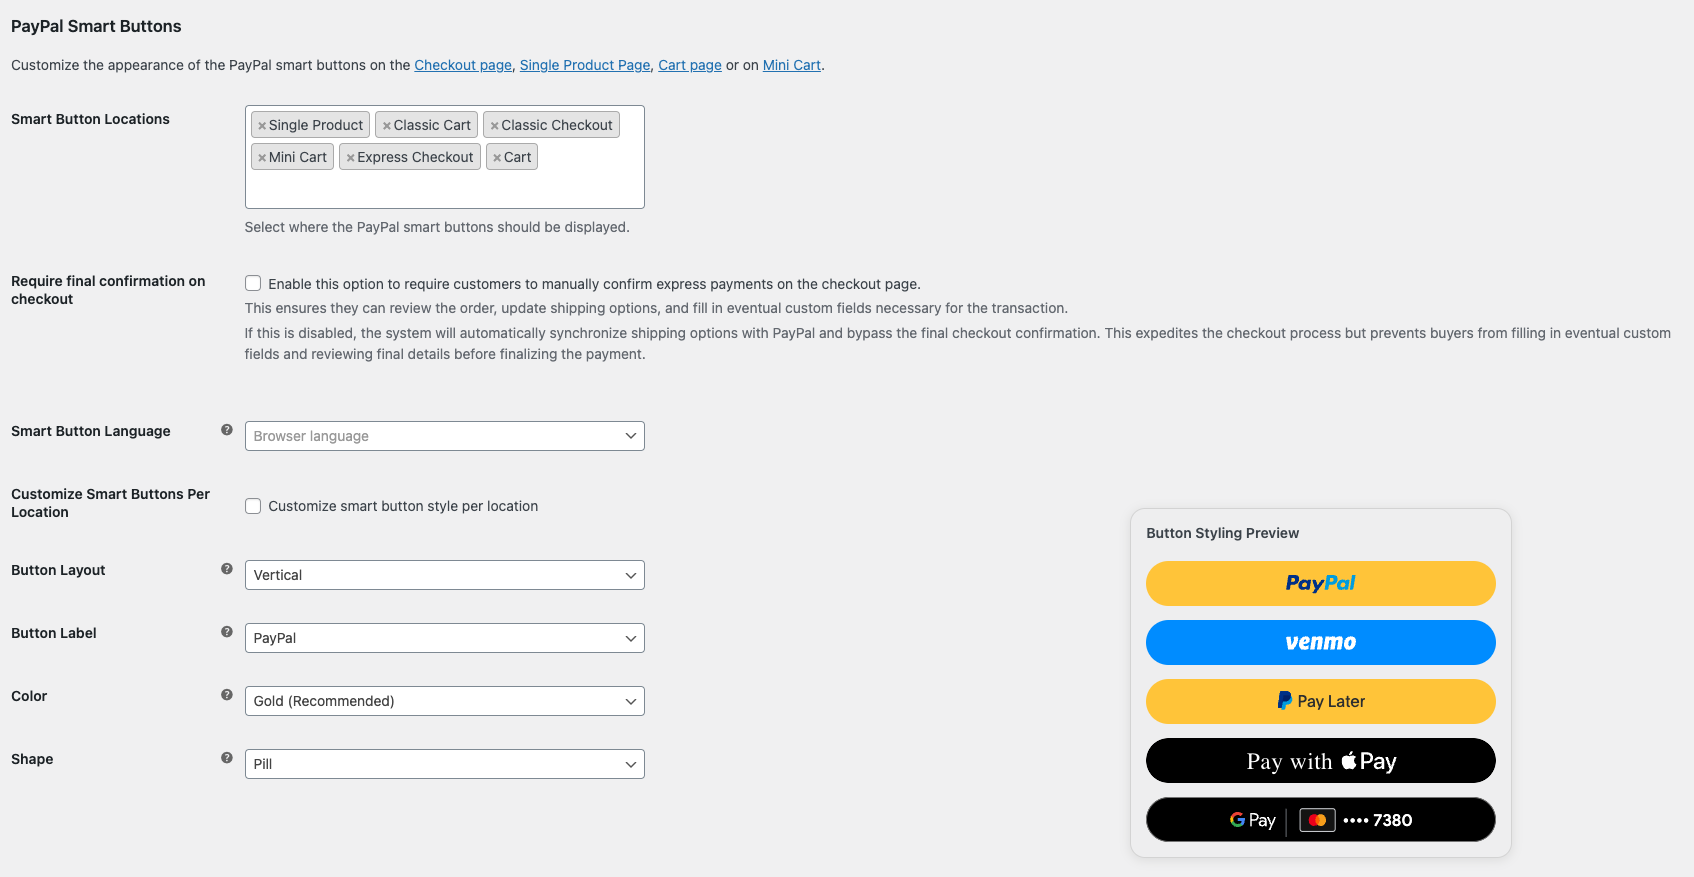 PayPal Smart Buttons
Customize the appearance of the PayPal smart buttons on the Checkout page, Single Product Page, Cart page or on Mini Cart.
Smart Button Locations
×Single Product ×Classic Cart ×Classic Checkout
×Mini Cart ×Express Checkout ×Cart
Select where the PayPal smart buttons should be displayed.
Require final confirmation on
checkout
Enable this option to require customers to manually confirm express payments on the checkout page.
This ensures they can review the order, update shipping options, and fill in eventual custom fields necessary for the transaction.
If this is disabled, the system will automatically synchronize shipping options with PayPal and bypass the final checkout confirmation. This expedites the checkout process but prevents buyers from filling in eventual custom
fields and reviewing final details before finalizing the payment.
Smart Button Language
?
Browser language
Customize Smart Buttons Per
Location
Customize smart button style per location
Button Layout
?
Vertical
Button Label
?
PayPal
Color
?
Gold (Recommended)
Shape
?
Pill
Button Styling Preview
PayPal
venmo
Pay Later
Pay with Pay
G Pay
•••• 7380